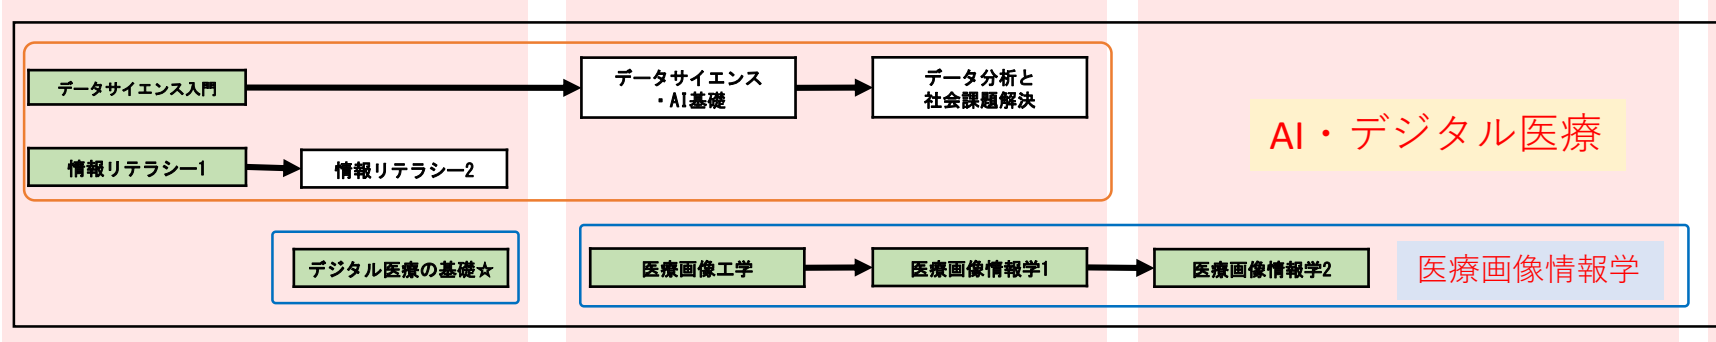 データサイエンス入門
データサイエンス
・AI基礎
データ分析と
社会課題解決
AI・デジタル医療
情報リテラシー1
情報リテラシー2
デジタル医療の基礎☆
医療画像工学
医療画像情報学1
医療画像情報学2
医療画像情報学